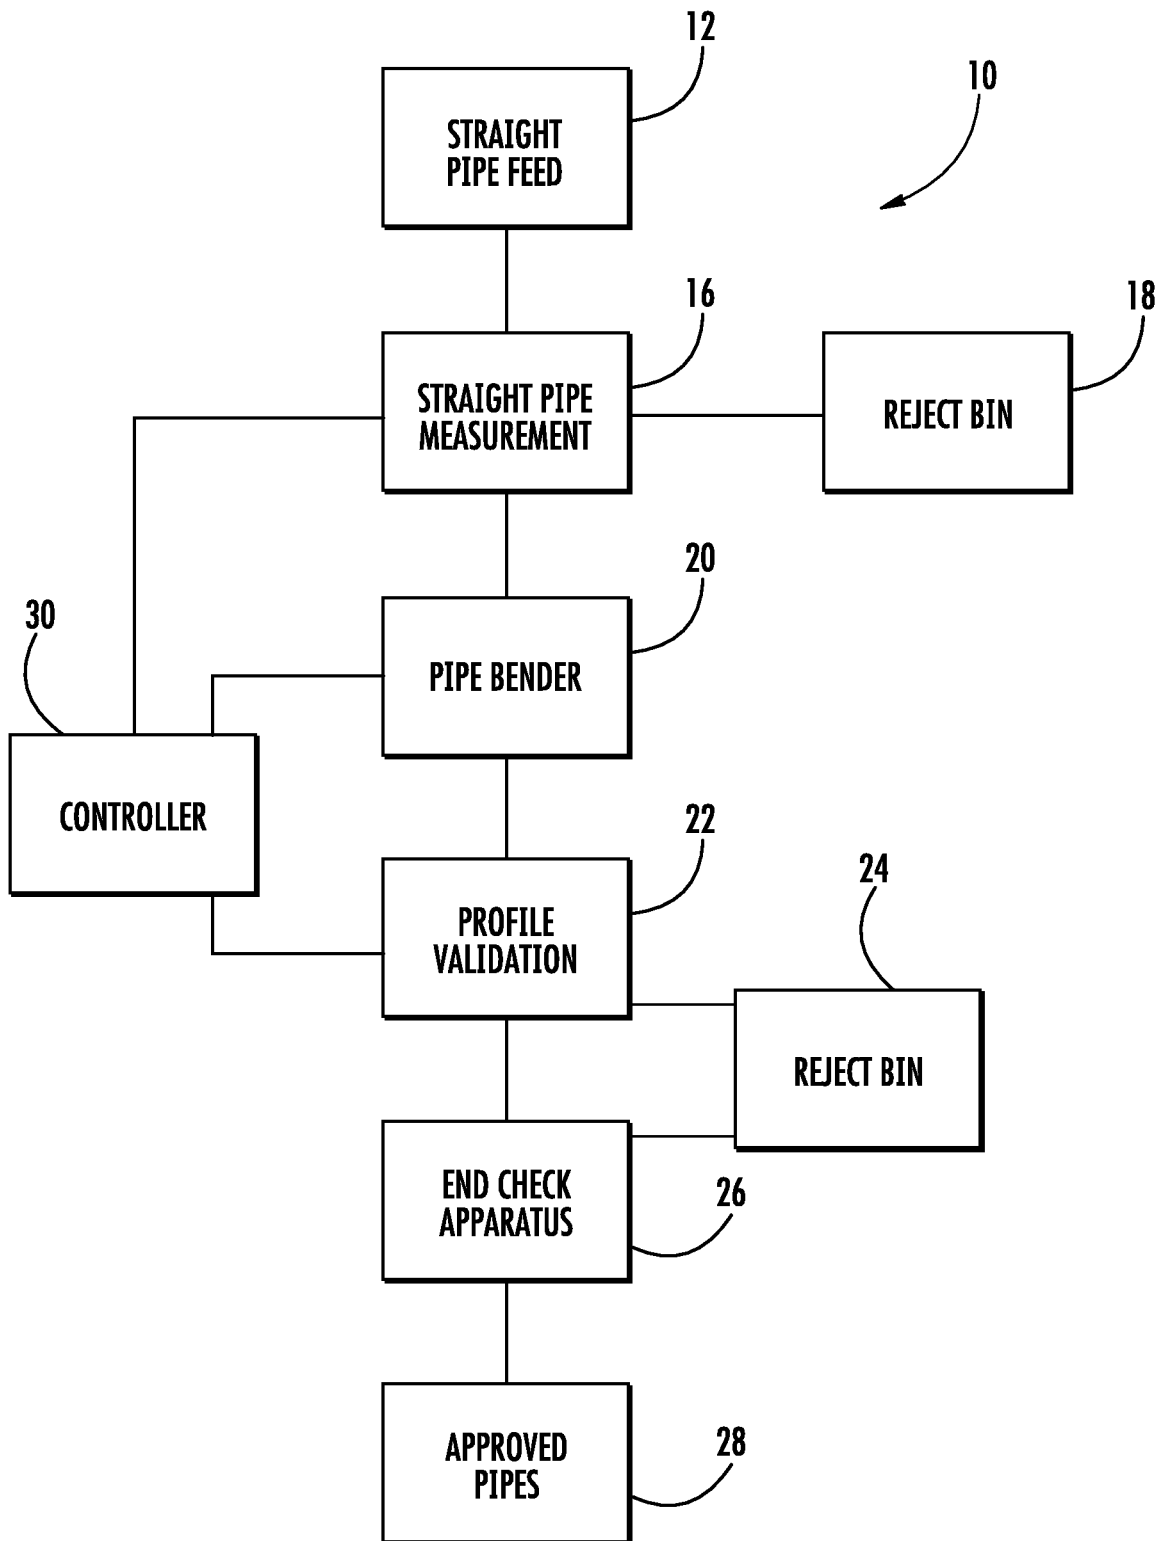 12
10
STRAIGHT
PIPE FEED
16
18
STRAIGHT PIPE
MEASUREMENT
REJECT BIN
20
30
PIPE BENDER
CONTROLLER
22
24
PROFILE
VALIDATION
REJECT BIN
END CHECK
APPARATUS
26
APPROVED
PIPES
28